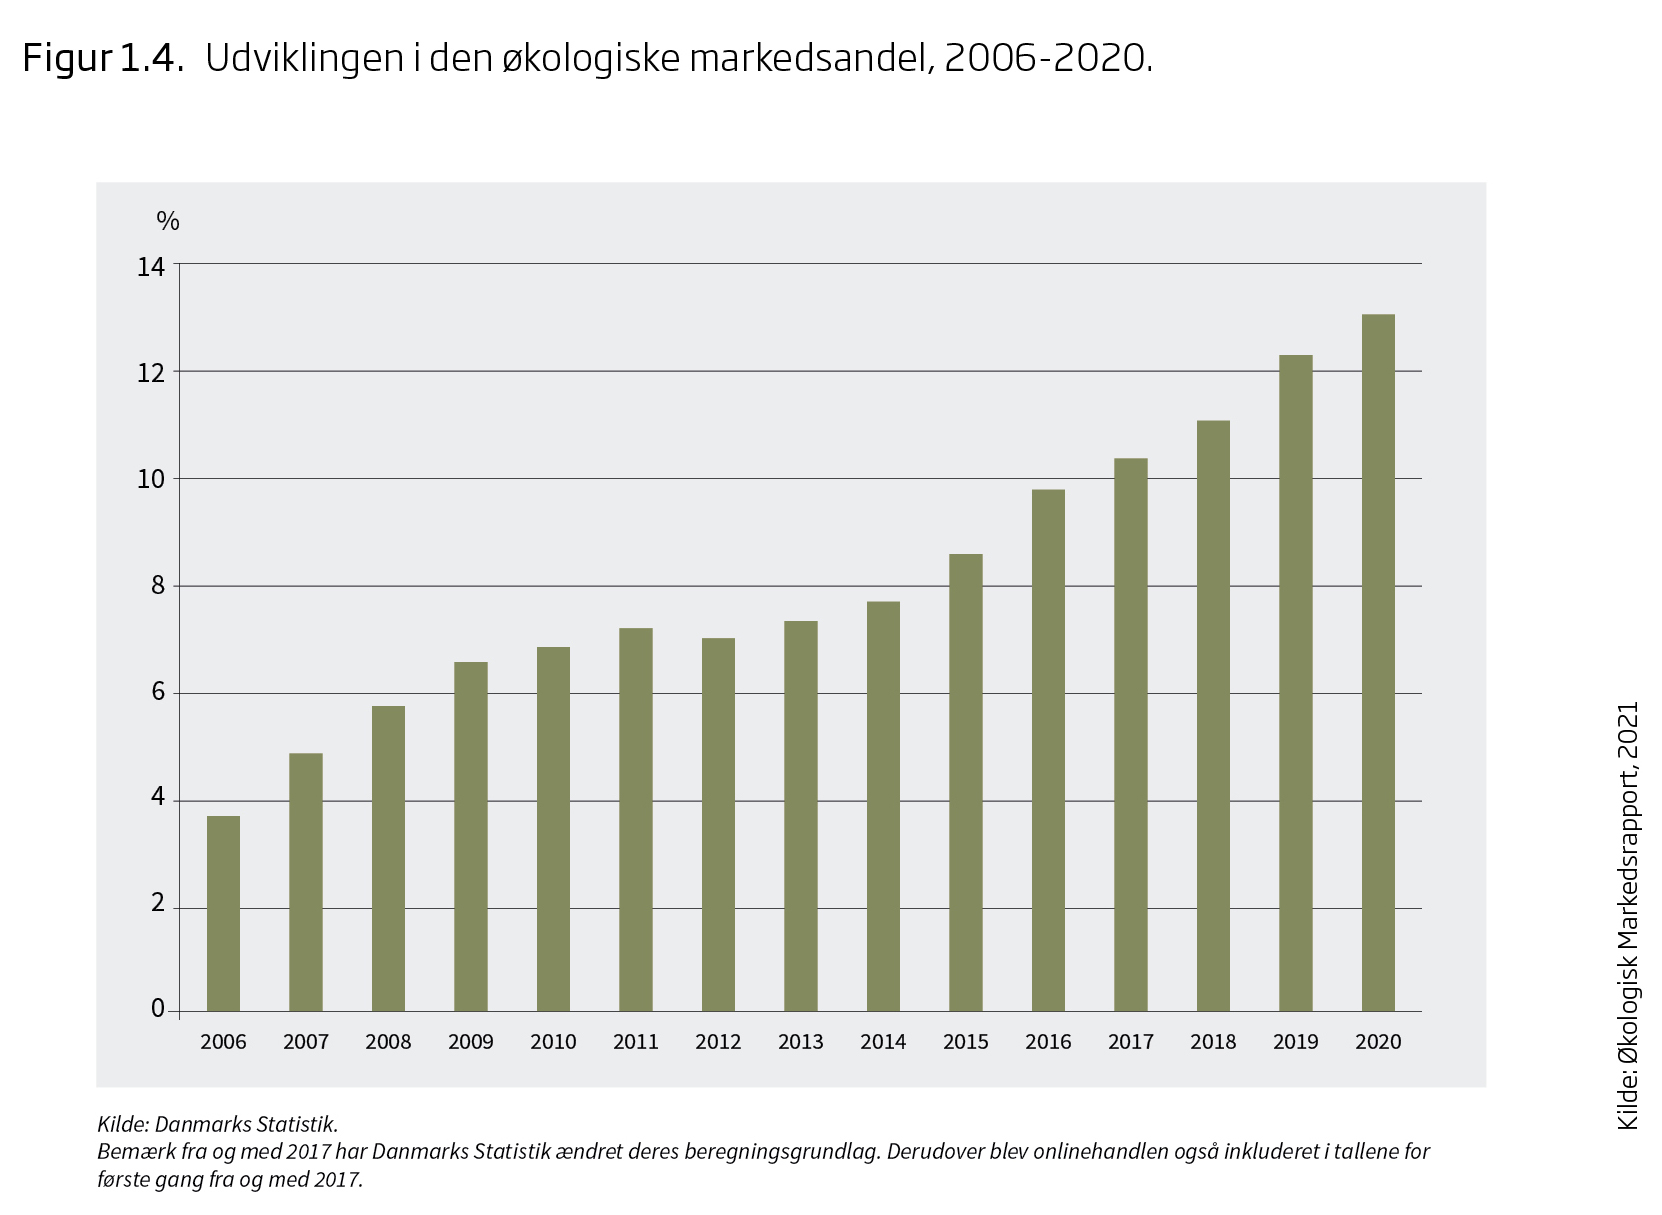 Figur 1.4. Udviklingen i den økologiske markedsandel, 2006-2020.
%
14
12
10
8
6
4
2
0
2006 2007 2008 2009 2010 2011 2012 2013 2014 2015 2016 2017 2018 2019 2020
Kilde: Danmarks Statistik.
Bemærk fra og med 2017 har Danmarks Statistik ændret deres beregningsgrundlag. Derudover blev onlinehandlen også inkluderet i tallene for
første gang fra og med 2017.
Kilde: Økologisk Markedsrapport, 2021